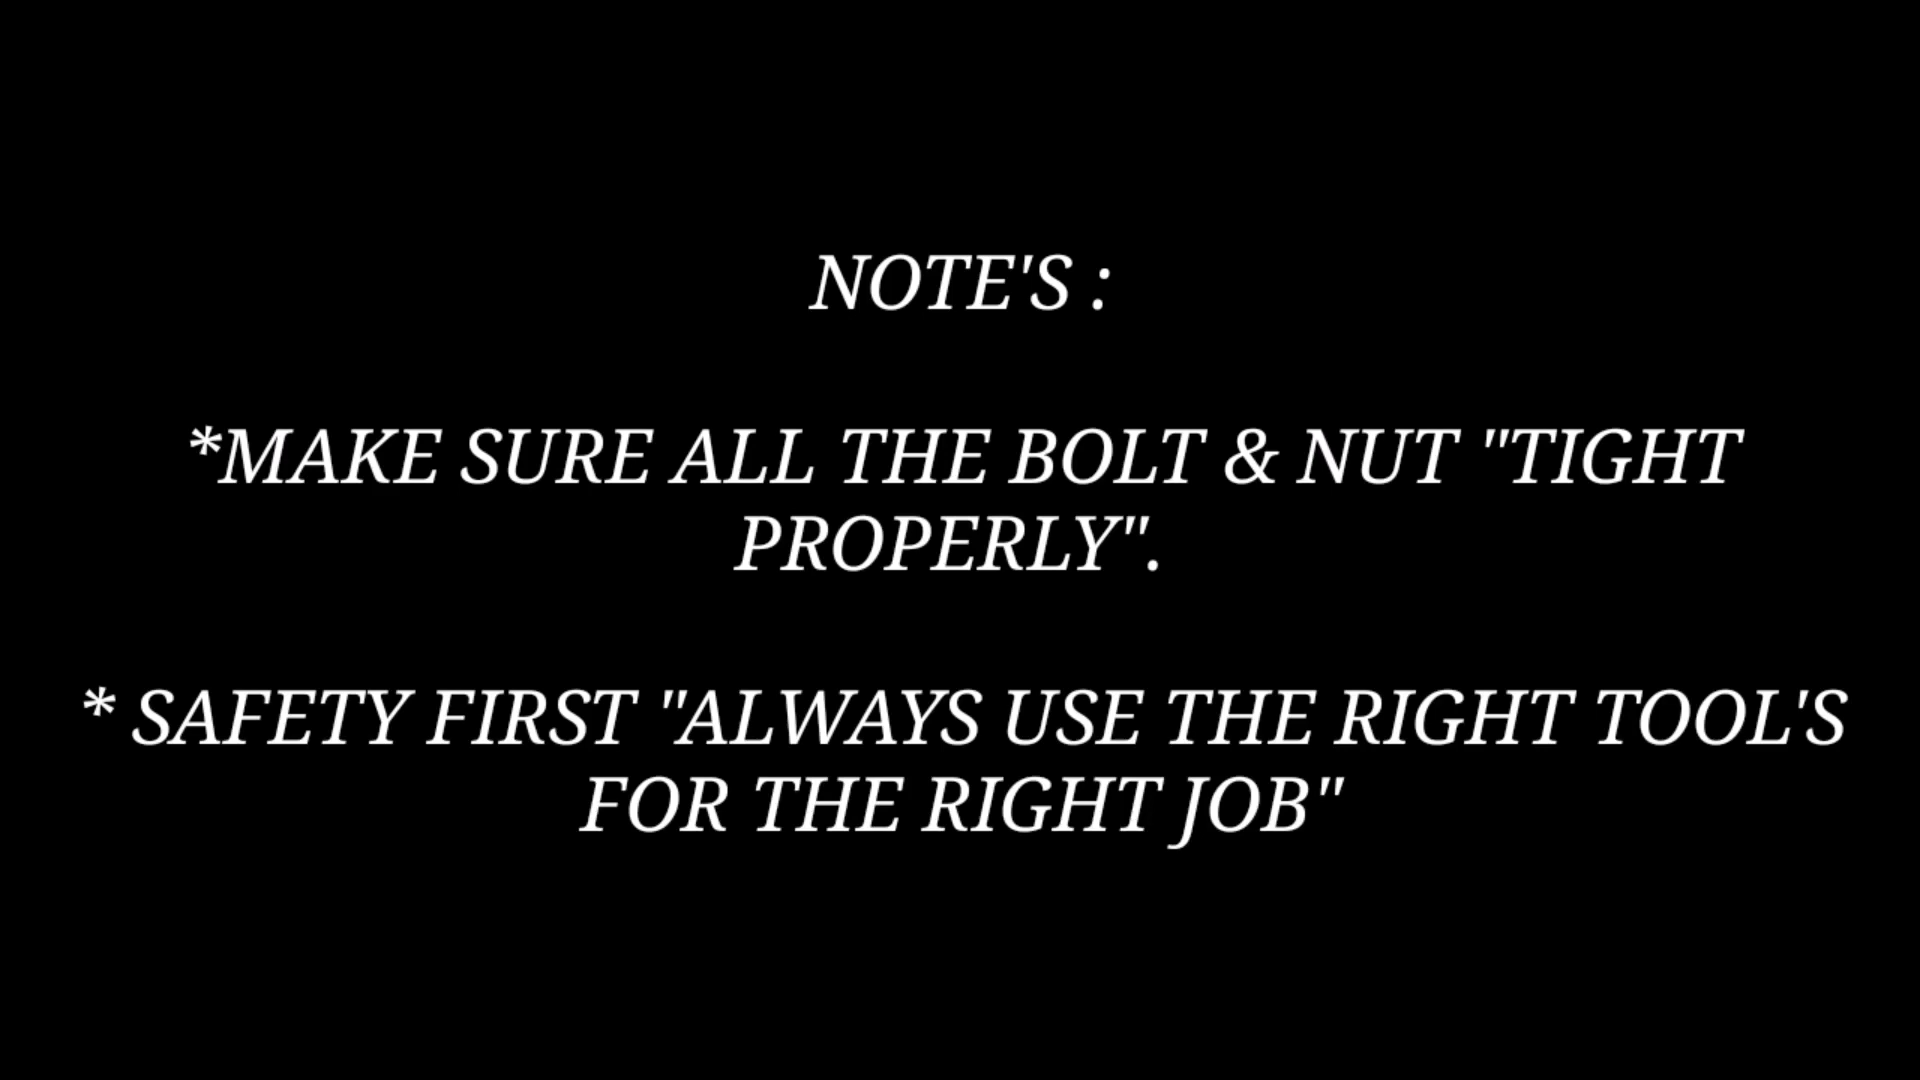 NOTE'S :
*MAKE SURE ALL THE BOLT & NUT "TIGHT
PROPERLY".
* SAFETY FIRST "ALWAYS USE THE RIGHT TOOL'S
FOR THE RIGHT JOB"